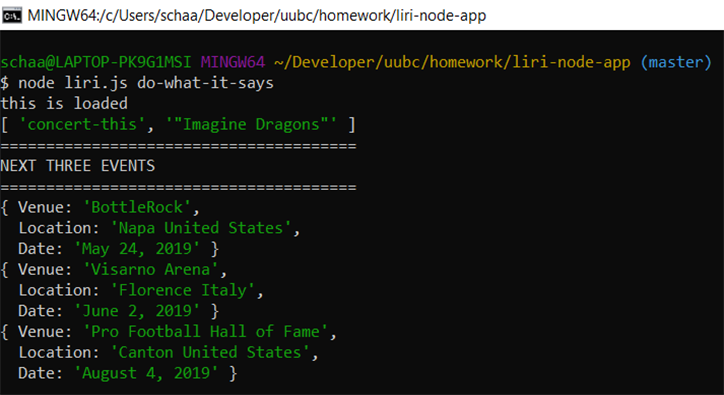 MINGW64:/c/Users/schaa/Developer/uubc/homework/liri-node-app
schaa@LAPTOP-PK9G1MSI MINGW64 ~/Developer/uubc/homework/liri-node-app (master)
$ node liri.js do-what-it-says
this is loaded
[ 'concert-this', '"Imagine Dragons"' ]
=======================================
NEXT THREE EVENTS
=======================================
{ Venue: 'BottleRock',
  Location: 'Napa United States',
  Date: 'May 24, 2019' }
{ Venue: 'Visarno Arena',
  Location: 'Florence Italy',
  Date: 'June 2, 2019' }
{ Venue: 'Pro Football Hall of Fame',
  Location: 'Canton United States',
  Date: 'August 4, 2019' }